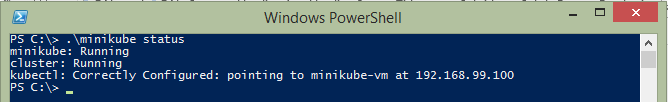 Windows PowerShell
PS C:\> .\minikube status
minikube: Running
cluster: Running
kubectl: Correctly Configured: pointing to minikube-vm at 192.168.99.100
PS C:\> _